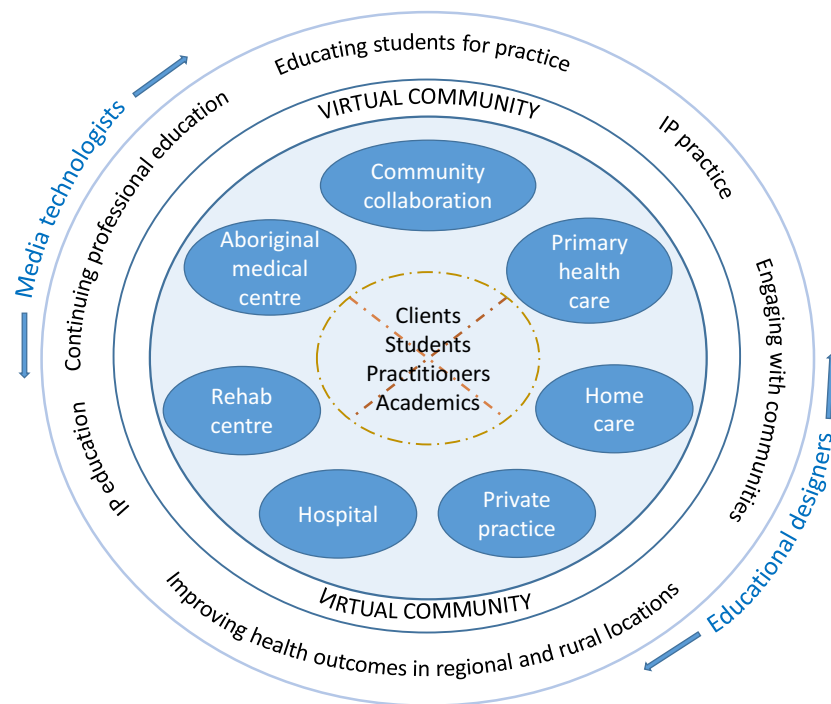 Educating students for practice
VIRTUAL COMMUNITY
IP practice
Media technologists
Continuing professional education
Community
collaboration
Aboriginal
medical
centre
Primary
health
care
Clients
Students
Practitioners
Academics
Engaging with communities
Rehab
centre
Home
care
IP education
Hospital
Private
practice
Educational designers
VIRTUAL COMMUNITY
Improving health outcomes in regional and rural locations